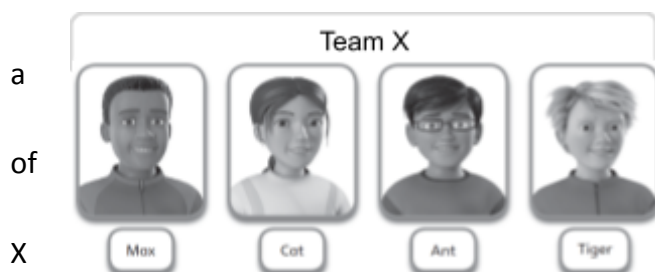 Team X
a
of
X
Max
Cat
Ant
Tiger